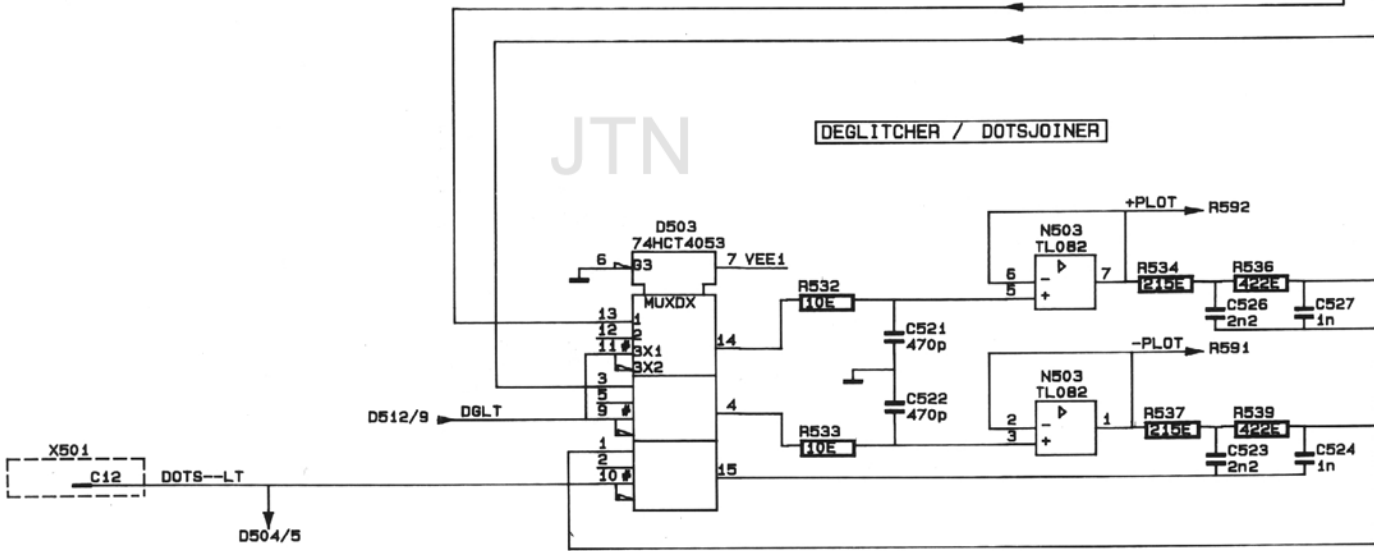 JTN
DEGLITCHER / DOTSJOINER
+PLOT R592
D503
74HCT4053
N503
TL082
6 G3 7 VEE1
6 - 7
5 +
R534
215E
R536
422E
MUXDX
R532
10E
C526
2n2
C527
1n
13 1
12 2
11 # 3X1
3X2
14
C521
470p
-PLOT R591
3
5
9 #
4
N503
TL082
D512/9 DGLT
C522
470p
2 - 1
3 +
R537
215E
R539
422E
R533
10E
X501
C12 DOTS--LT
1
2
10 #
15
C523
2n2
C524
1n
D504/5